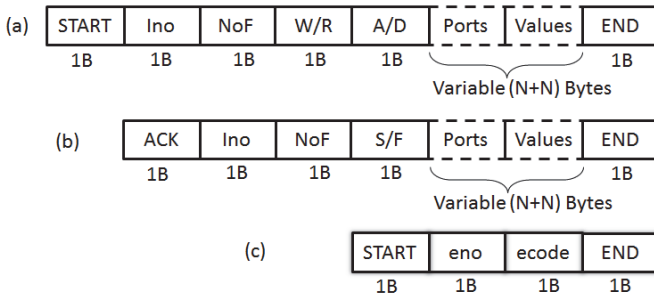 (a) START Ino NoF W/R A/D Ports Values END
1B 1B 1B 1B 1B 1B
Variable (N+N) Bytes
(b) ACK Ino NoF S/F Ports Values END
1B 1B 1B 1B 1B
Variable (N+N) Bytes
(c) START eno ecode END
1B 1B 1B 1B